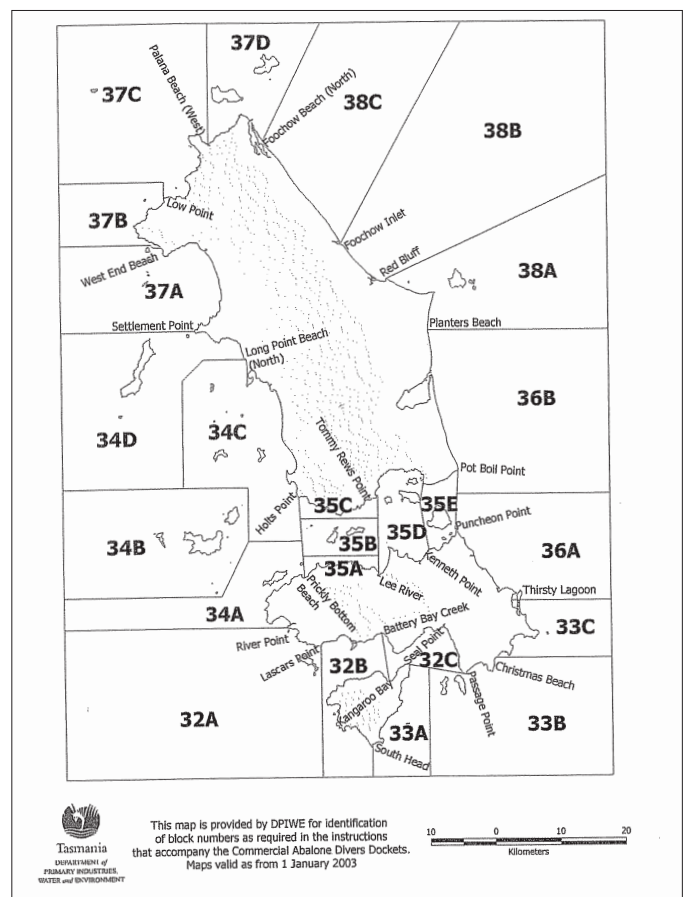 37D
37C
Palana Beach (West)
Foochow Beach (North)
38C
38B
37B
Low Point
Foochow Inlet
West End Beach
Red Bluff
38A
37A
Settlement Point
Planters Beach
Long Point Beach
(North)
36B
34D
34C
Tommy Rews Point
Pot Boil Point
Holts Point
35C
35E
35D
Puncheon Point
34B
35B
36A
35A
Kenneth Point
Lee River
Prickly Bottom
Beach
Thirsty Lagoon
34A
33C
River Point
Battery Bay Creek
Lascars Point
Seal Point
32B
32C
Christmas Beach
Passage Point
32A
Kangaroo Bay
33A
33B
South Head
Tasmania
DEPARTMENT of
PRIMARY INDUSTRIES,
WATER and ENVIRONMENT
This map is provided by DPIWE for identification
of block numbers as required in the instructions
that accompany the Commercial Abalone Divers Dockets.
Maps valid as from 1 January 2003
10 0 10 20
Kilometers